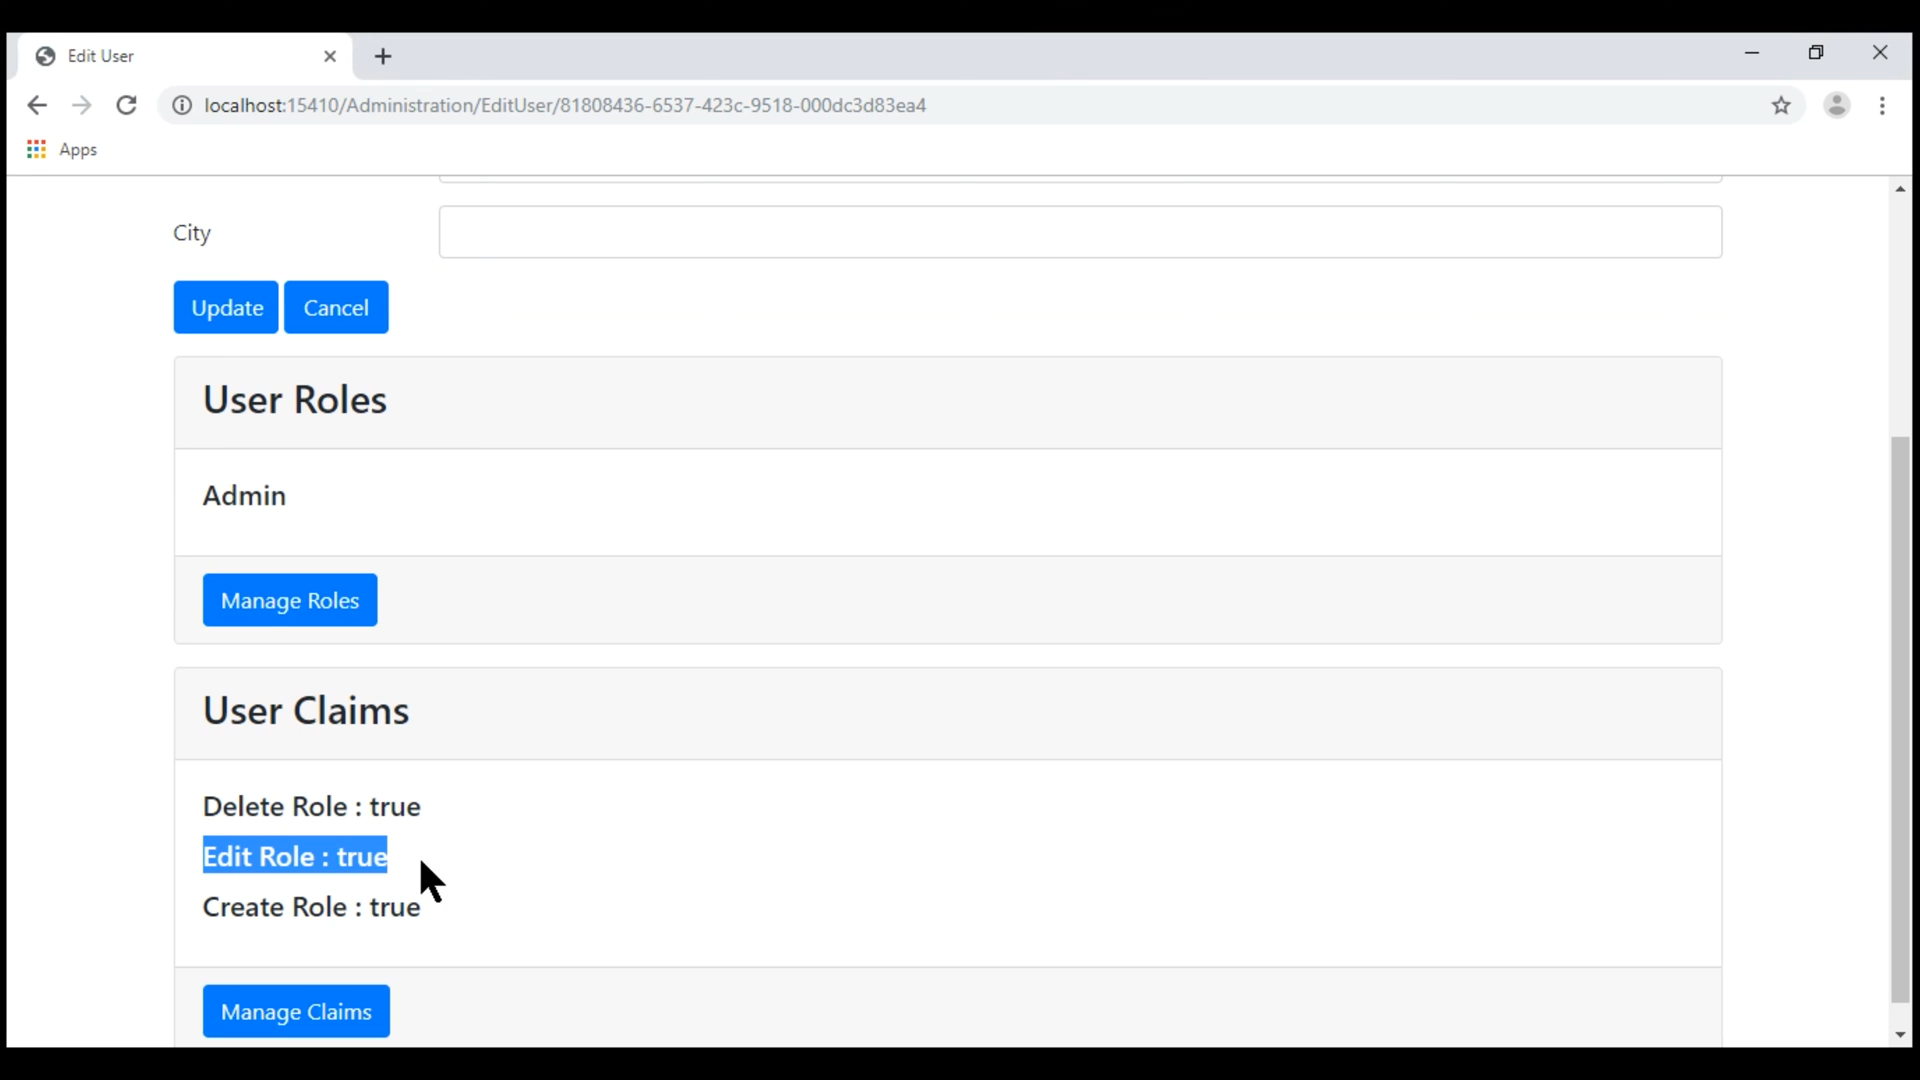 Edit User
localhost:15410/Administration/EditUser/81808436-6537-423c-9518-000dc3d83ea4
Apps
City
Update Cancel
User Roles
Admin
Manage Roles
User Claims
Delete Role : true
Edit Role : true
Create Role : true
Manage Claims